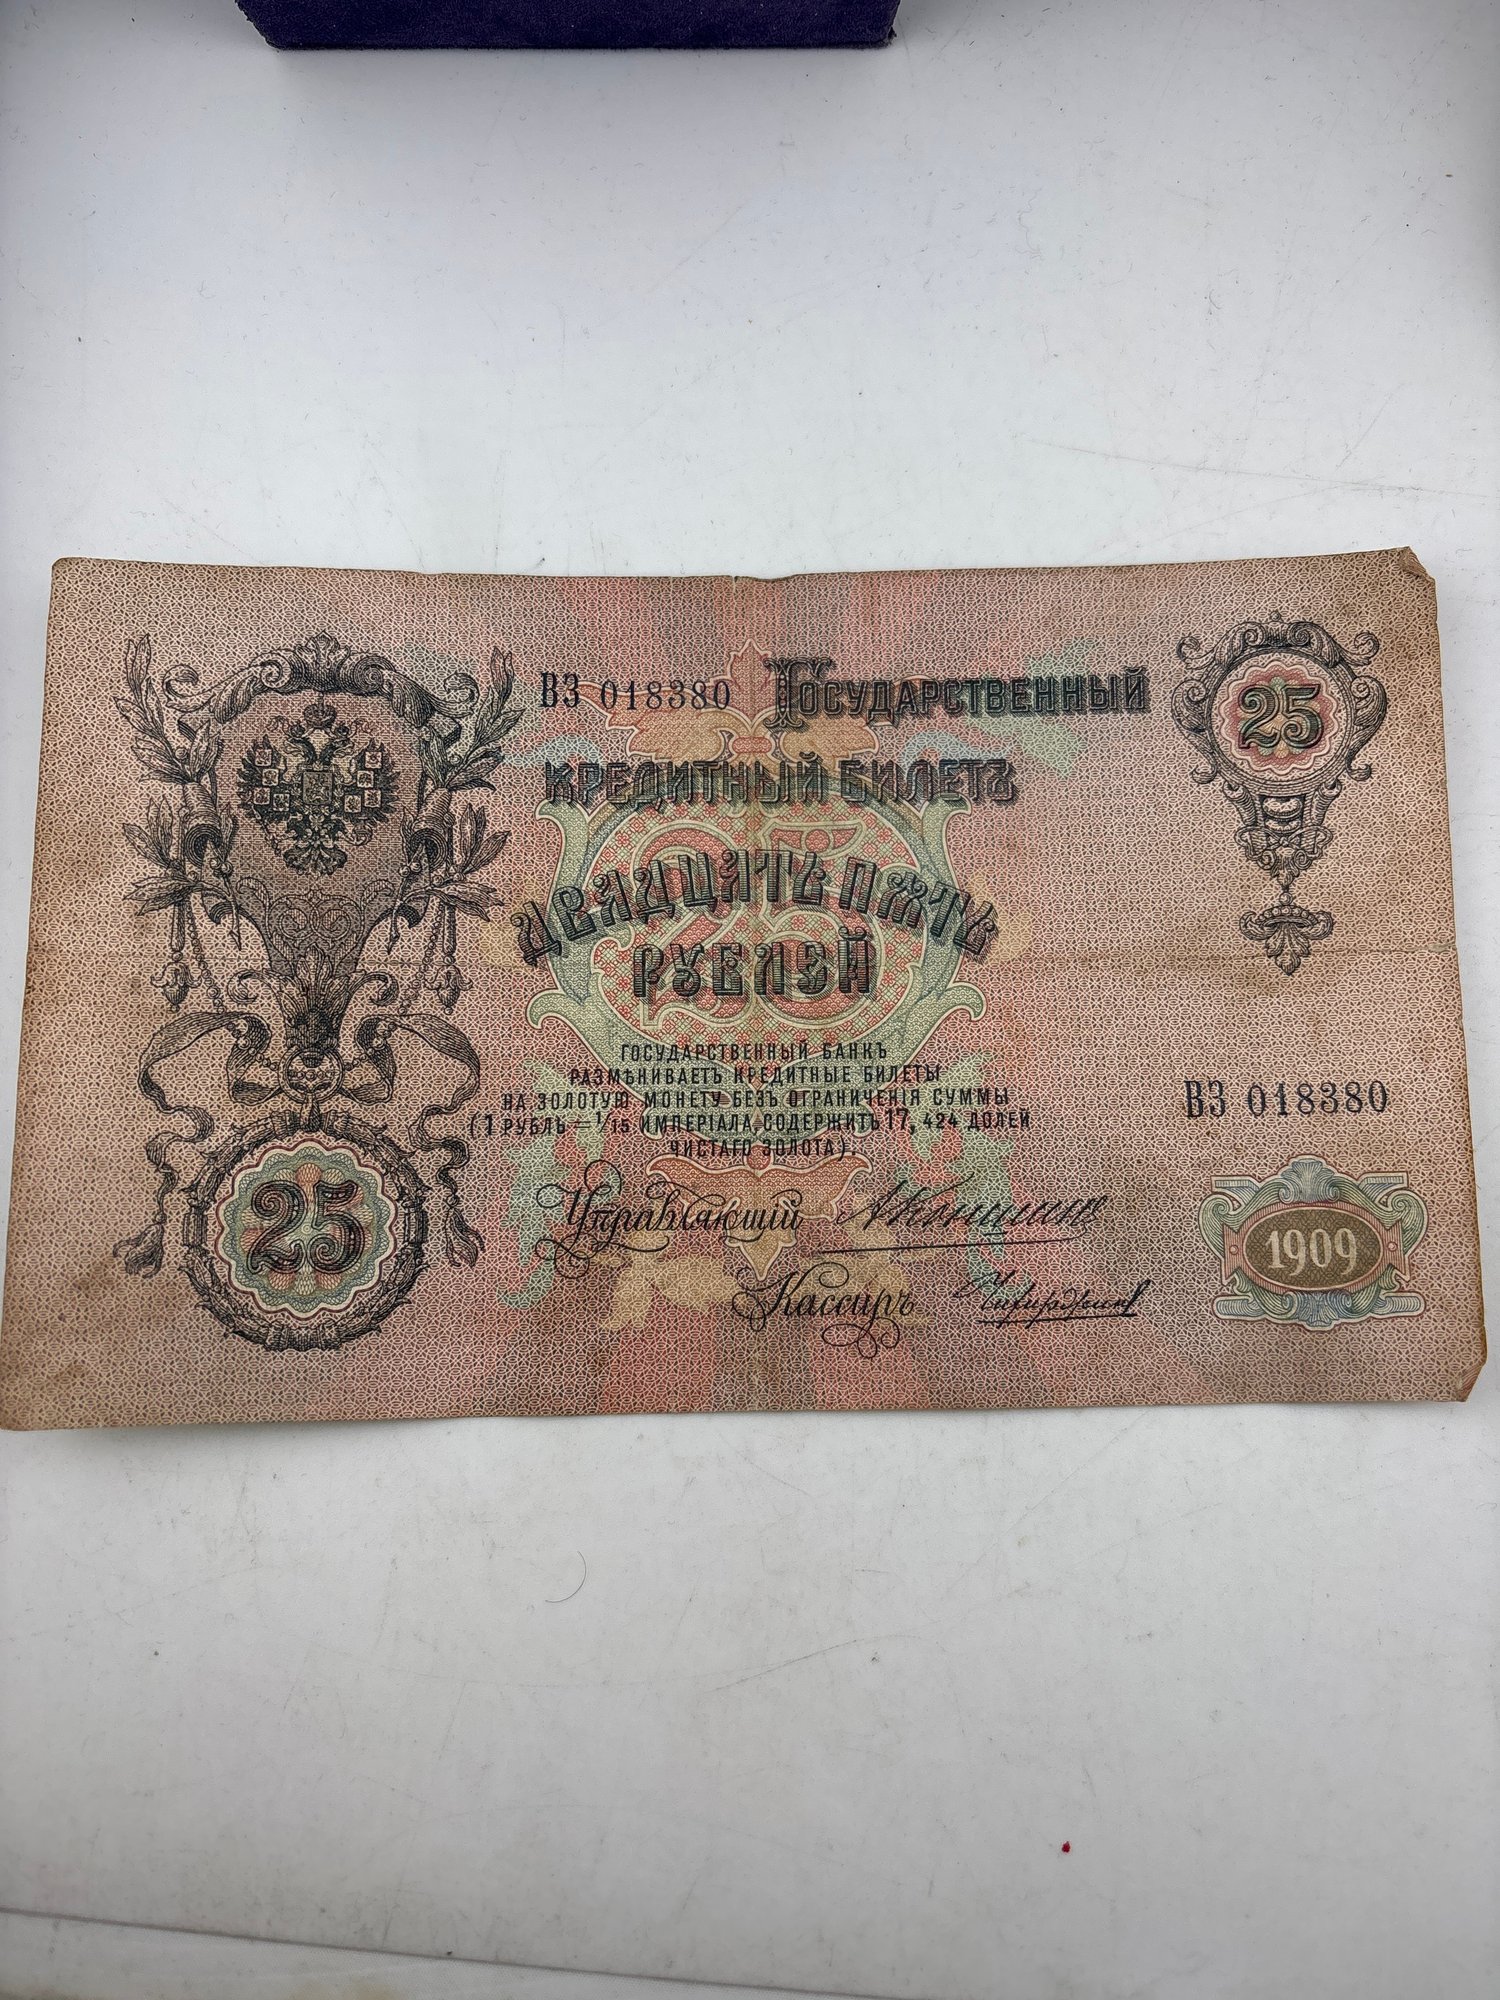 ВЗ 018380 Государственный
25
Кредитный Билетъ
25
Двадцать пять
рублей
Государственный Банкъ
размѣниваетъ кредитные билеты
на золотую монету безъ ограниченія суммы
(1 рубль = 1/15 имперіала, содержитъ 17,424 долей
чистаго золота).
ВЗ 018380
25
Управляющій АКоншинъ
1909
Кассиръ